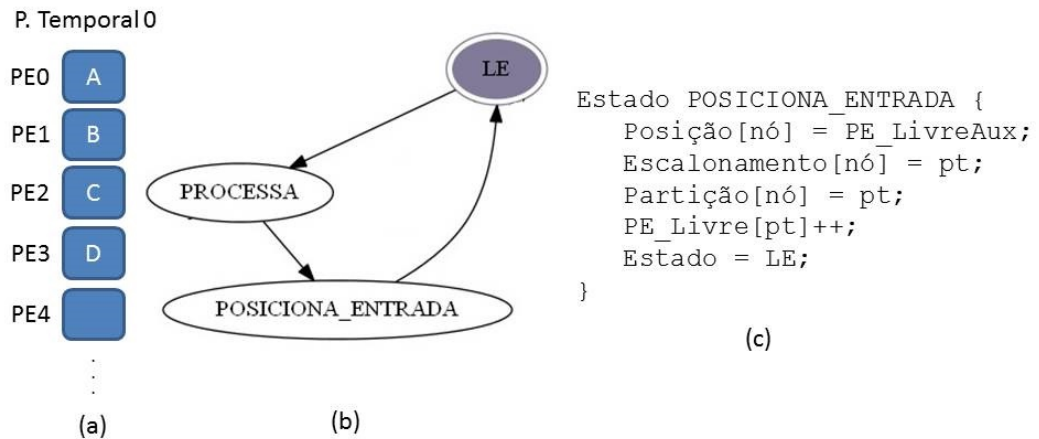 P. Temporal 0
PE0 A
PE1 B
PE2 C
PE3 D
PE4
(a)
LE
PROCESSA
POSICIONA_ENTRADA
(b)
Estado POSICIONA_ENTRADA {
Posição[nó] = PE_LivreAux;
Escalonamento[nó] = pt;
Partição[nó] = pt;
PE_Livre[pt]++;
Estado = LE;
}
(c)